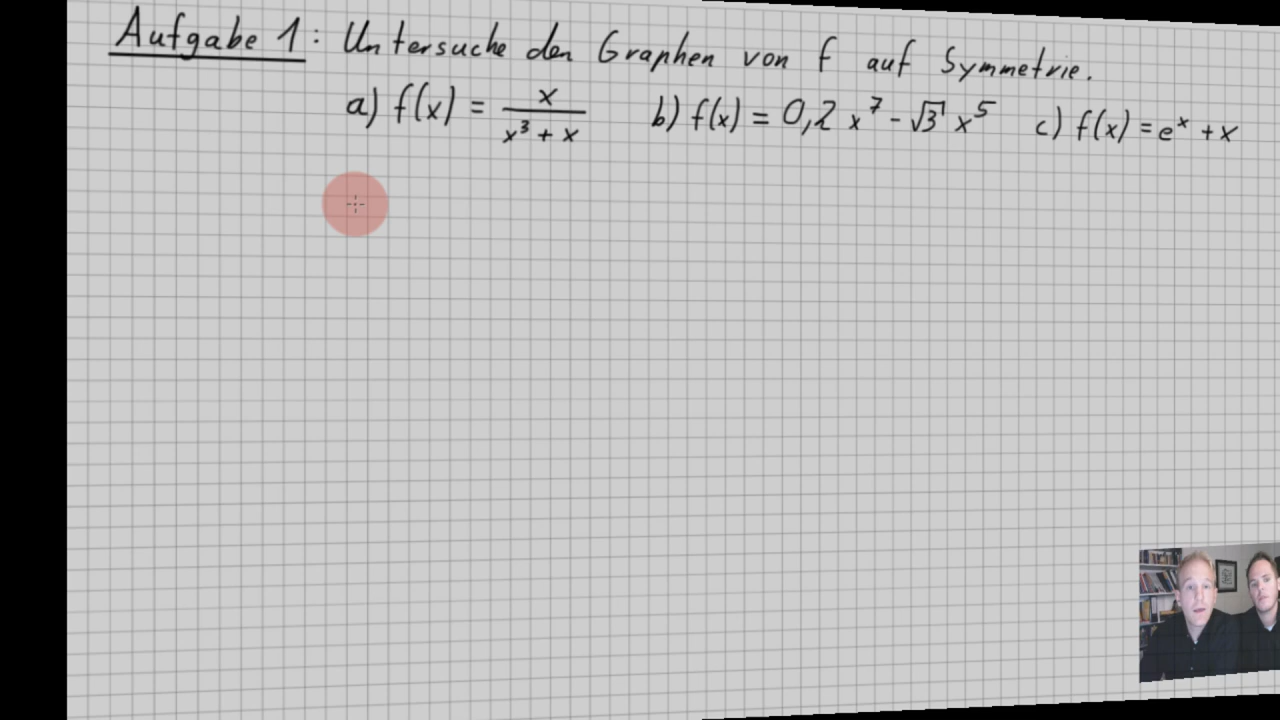 Aufgabe 1: Untersuche den Graphen von f auf Symmetrie.
a) f(x) = x/(x³ + x) b) f(x) = 0,2 x⁷ - √3 x⁵ c) f(x) = eˣ + x